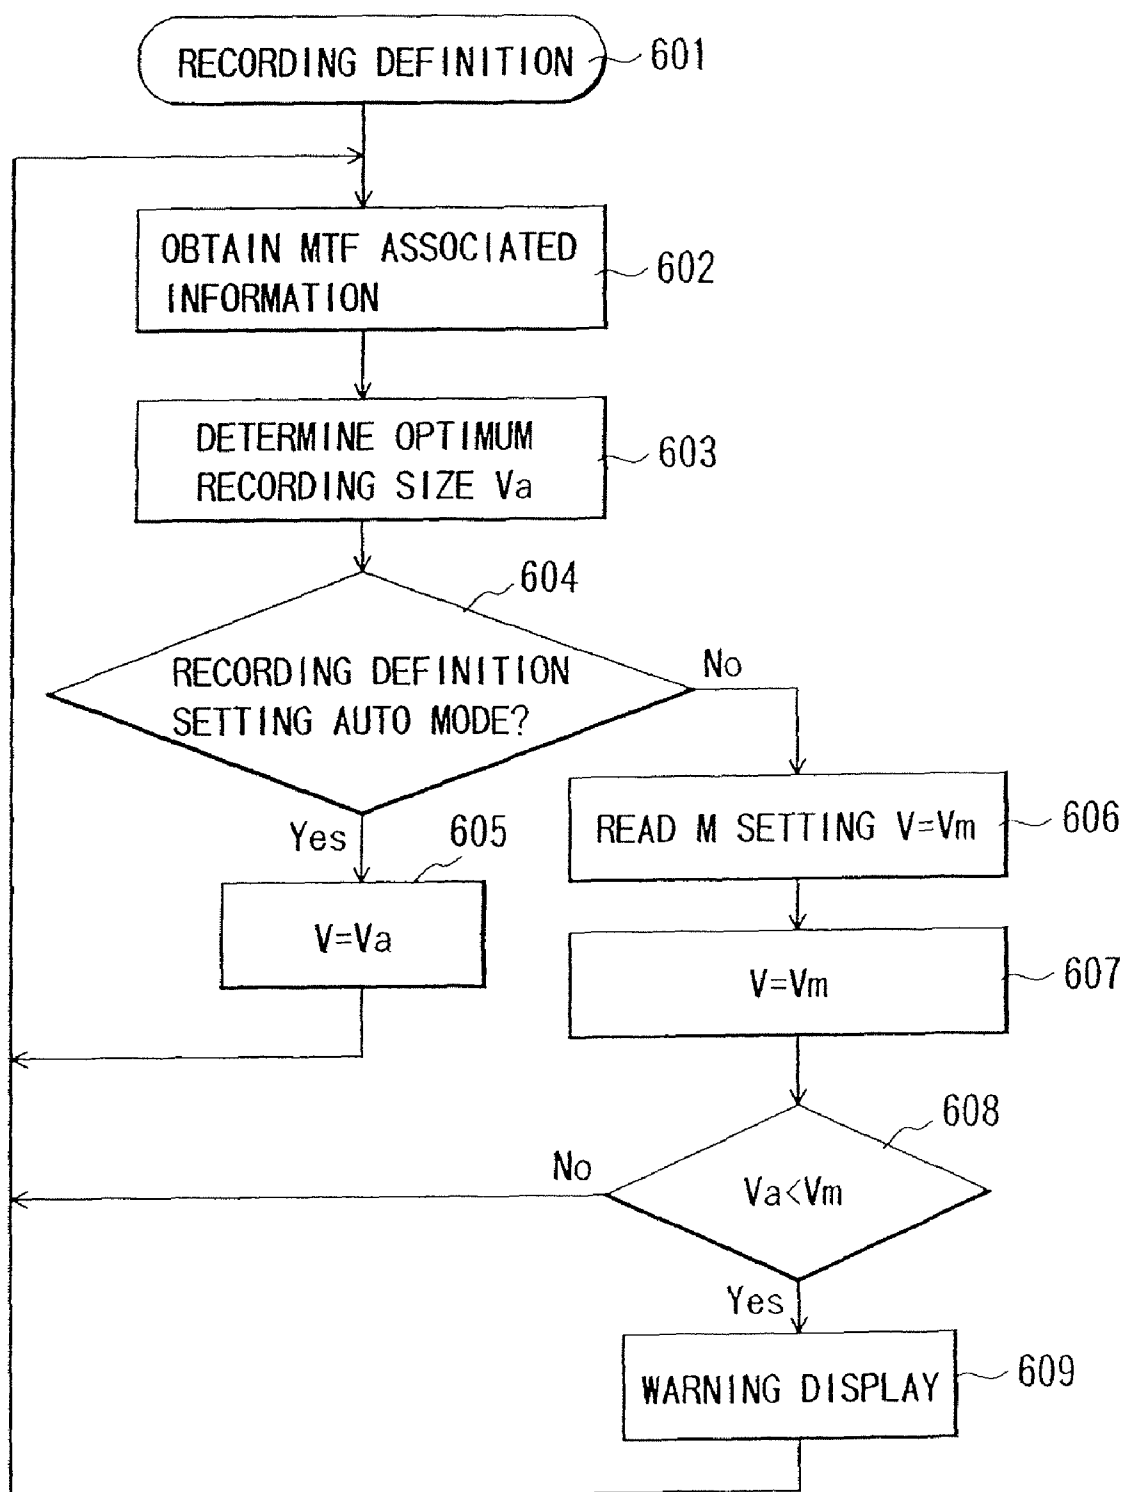 RECORDING DEFINITION
601
OBTAIN MTF ASSOCIATED
INFORMATION
602
DETERMINE OPTIMUM
RECORDING SIZE Va
603
604
RECORDING DEFINITION
SETTING AUTO MODE?
No
Yes
605
V=Va
READ M SETTING V=Vm
606
V=Vm
607
608
Va<Vm
No
Yes
WARNING DISPLAY
609